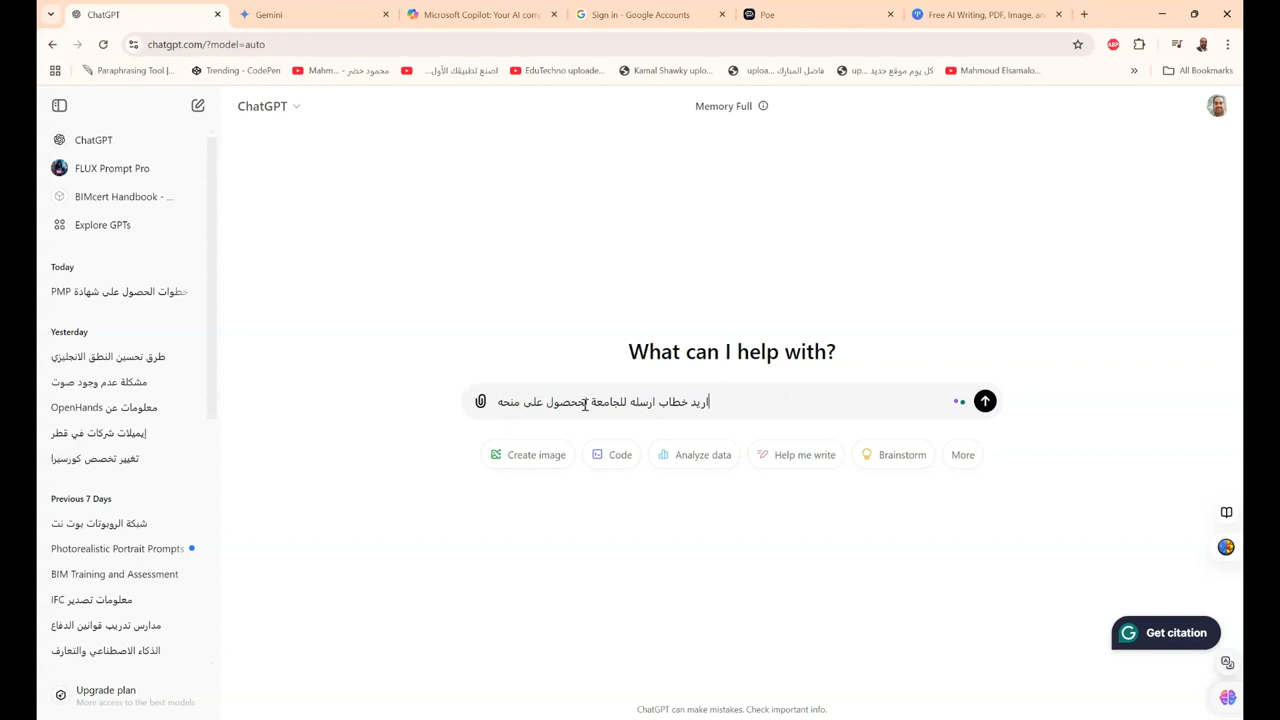 ChatGPT
Gemini
Microsoft Copilot: Your AI comp
Sign in - Google Accounts
Poe
Free AI Writing, PDF, Image, and
chatgpt.com/?model=auto
Paraphrasing Tool |...
Trending - CodePen
محمود خضر - Mahm...
اصنع تطبيقك الأول...
EduTechno uploade...
Kamal Shawky uplo...
فاضل المبارك uploa...
كل يوم موقع جديد up...
Mahmoud Elsamalo...
All Bookmarks
ChatGPT
Memory Full
ChatGPT
FLUX Prompt Pro
BIMcert Handbook - ...
Explore GPTs
Today
خطوات الحصول على شهادة PMP
Yesterday
طرق تحسين النطق الانجليزي
مشكلة عدم وجود صوت
معلومات عن OpenHands
إيميلات شركات في قطر
تغيير تخصص كورسيرا
Previous 7 Days
شبكة الروبوتات بوت نت
Photorealistic Portrait Prompts
BIM Training and Assessment
معلومات تصدير IFC
مدارس تدريب قوانين الدفاع
الذكاء الاصطناعي والتعارف
Upgrade plan
More access to the best models
What can I help with?
اريد خطاب ارسله للجامعة على منحه
Create image
Code
Analyze data
Help me write
Brainstorm
More
Get citation
ChatGPT can make mistakes. Check important info.